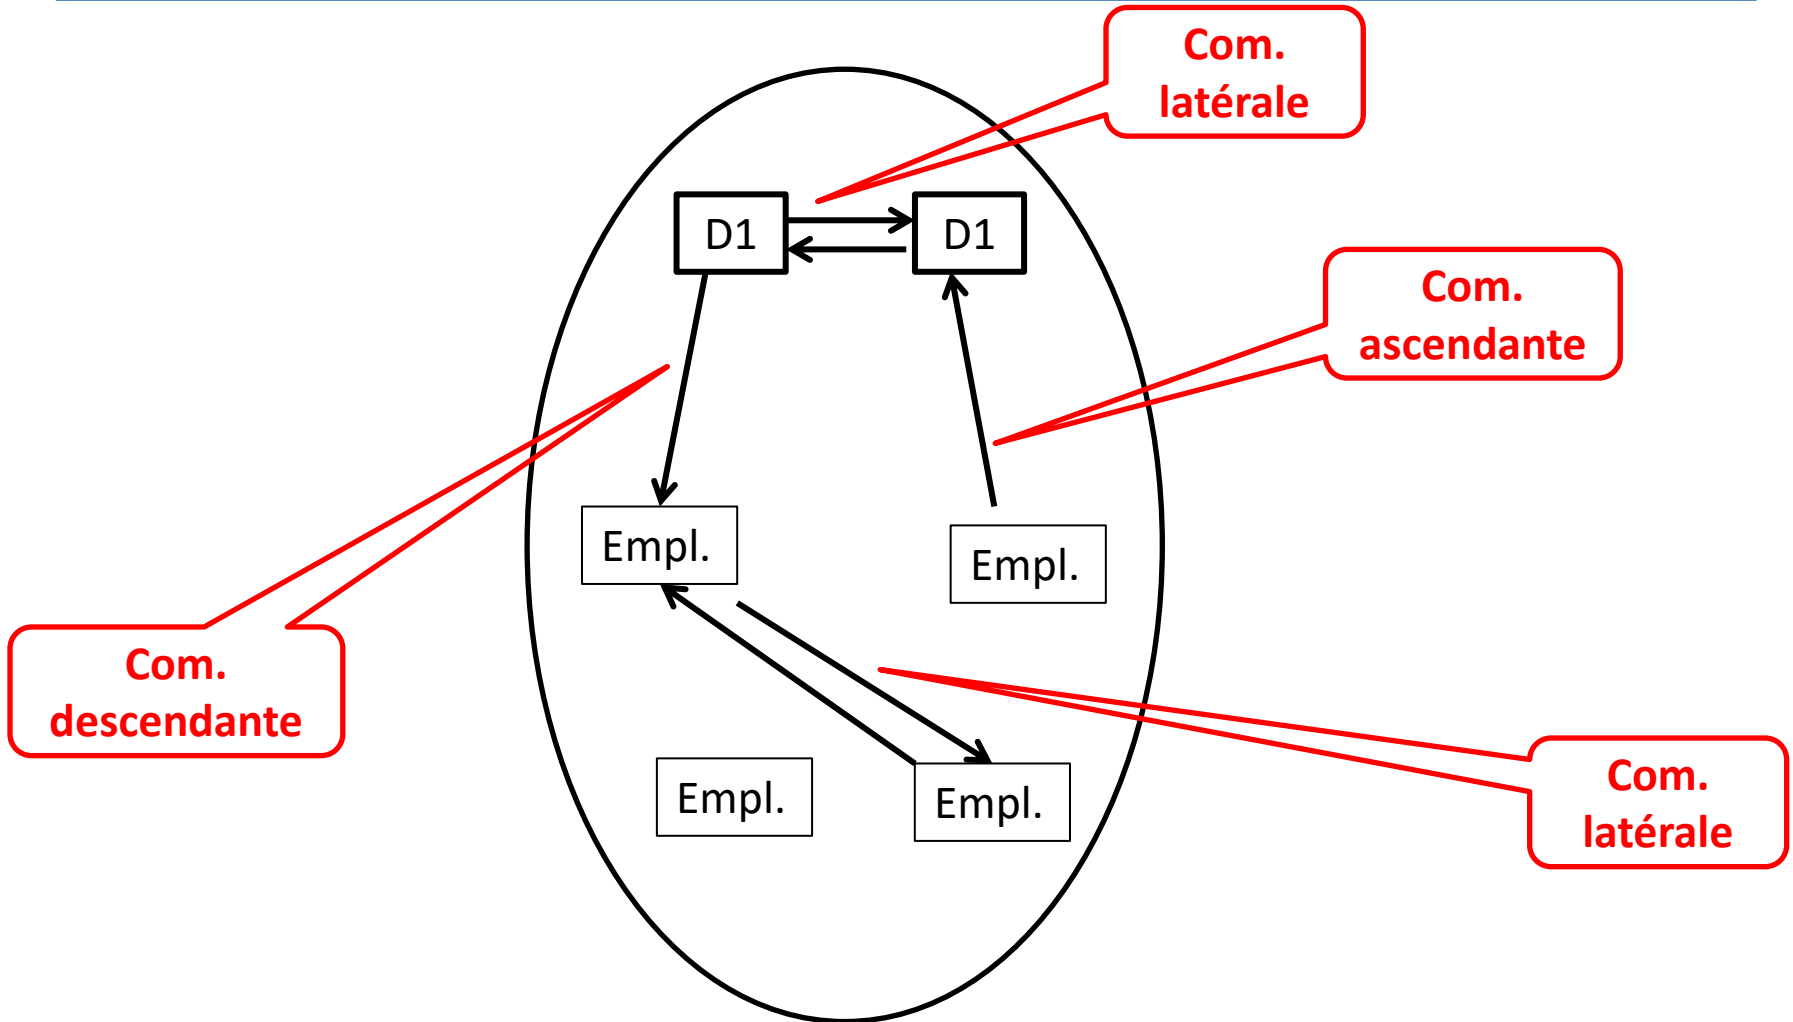 Com.
latérale
D1
D1
Com.
ascendante
Empl.
Empl.
Com.
descendante
Empl.
Empl.
Com.
latérale